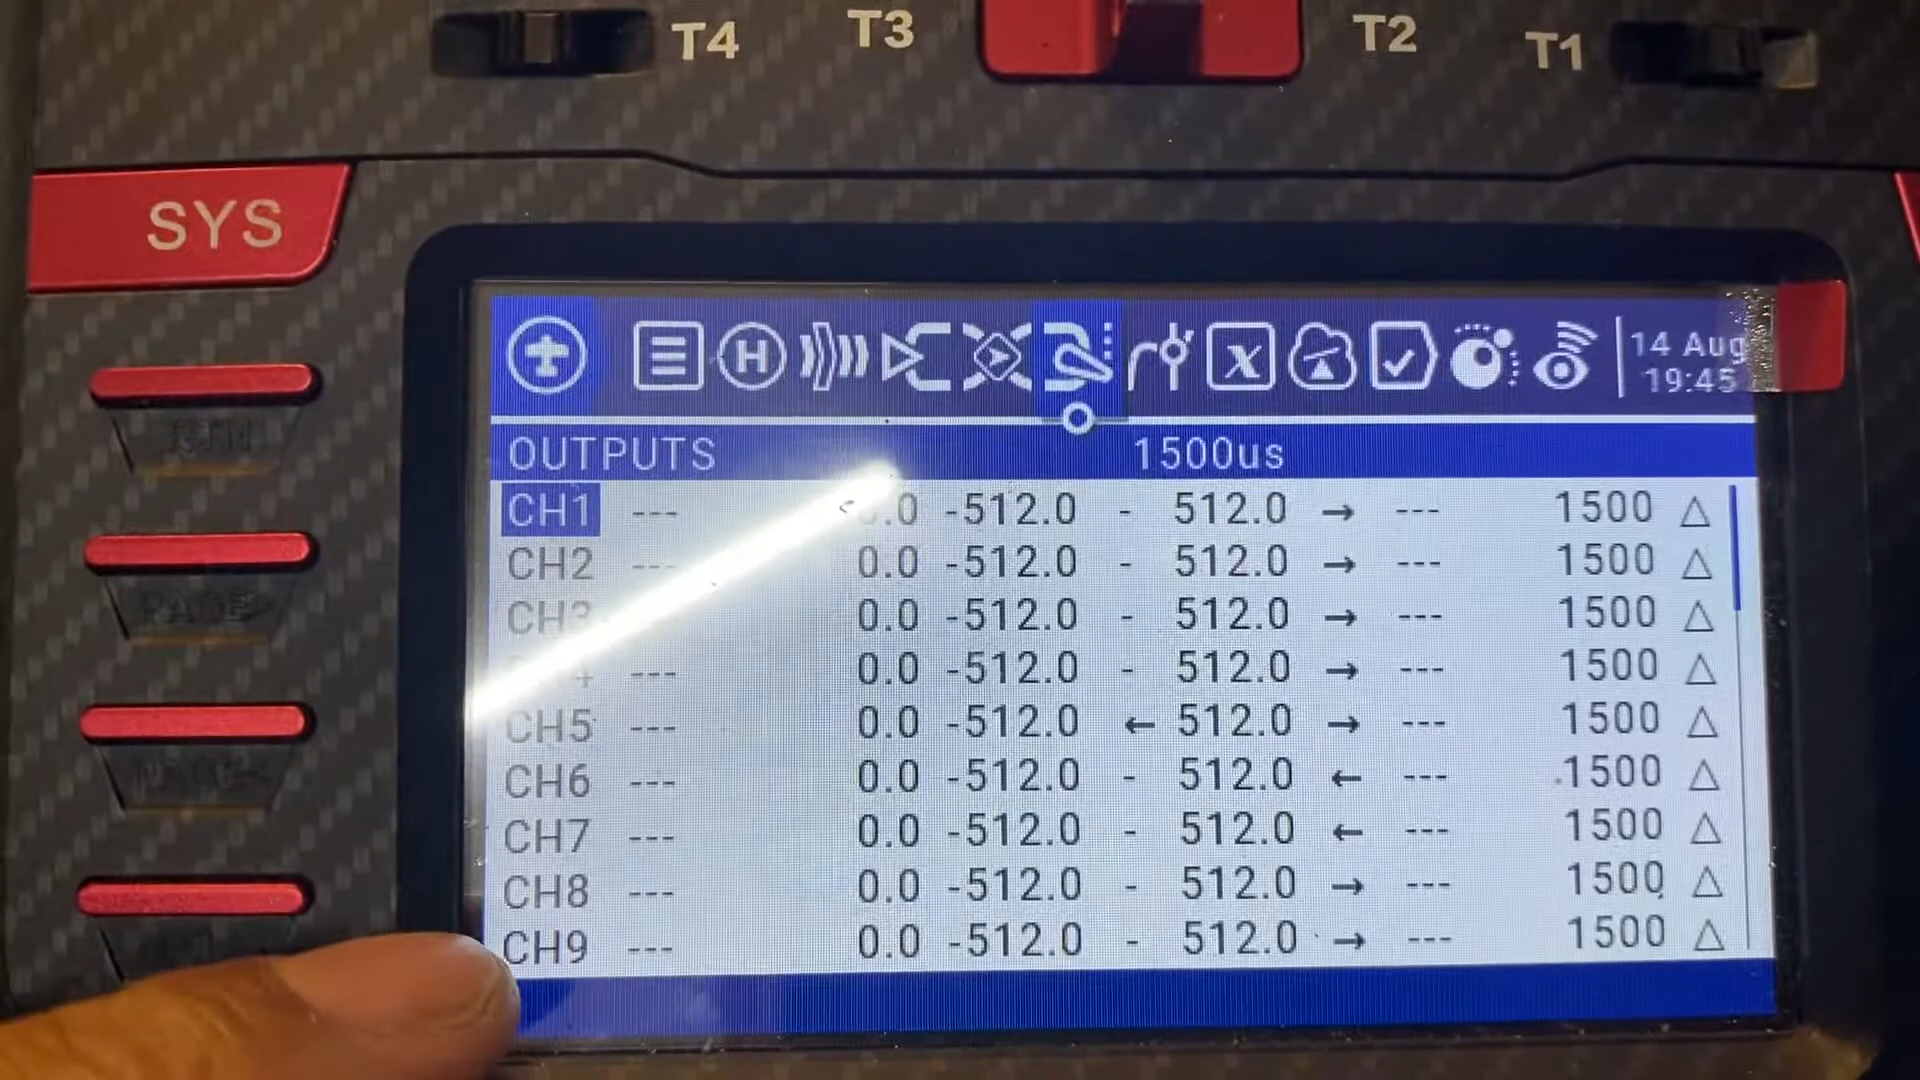 T4 T3 T2 T1
SYS
H x 14 Aug
19:45
OUTPUTS 1500us
CH1 --- 0.0 -512.0 - 512.0 → --- 1500 △
CH2 --- 0.0 -512.0 - 512.0 → --- 1500 △
CH3 0.0 -512.0 - 512.0 → --- 1500 △
--- 0.0 -512.0 - 512.0 → --- 1500 △
CH5 --- 0.0 -512.0 ← 512.0 → --- 1500 △
CH6 --- 0.0 -512.0 - 512.0 ← --- 1500 △
CH7 --- 0.0 -512.0 - 512.0 ← --- 1500 △
CH8 --- 0.0 -512.0 - 512.0 → --- 1500 △
CH9 --- 0.0 -512.0 - 512.0 → --- 1500 △
RTN
PAGE>
PAGE<